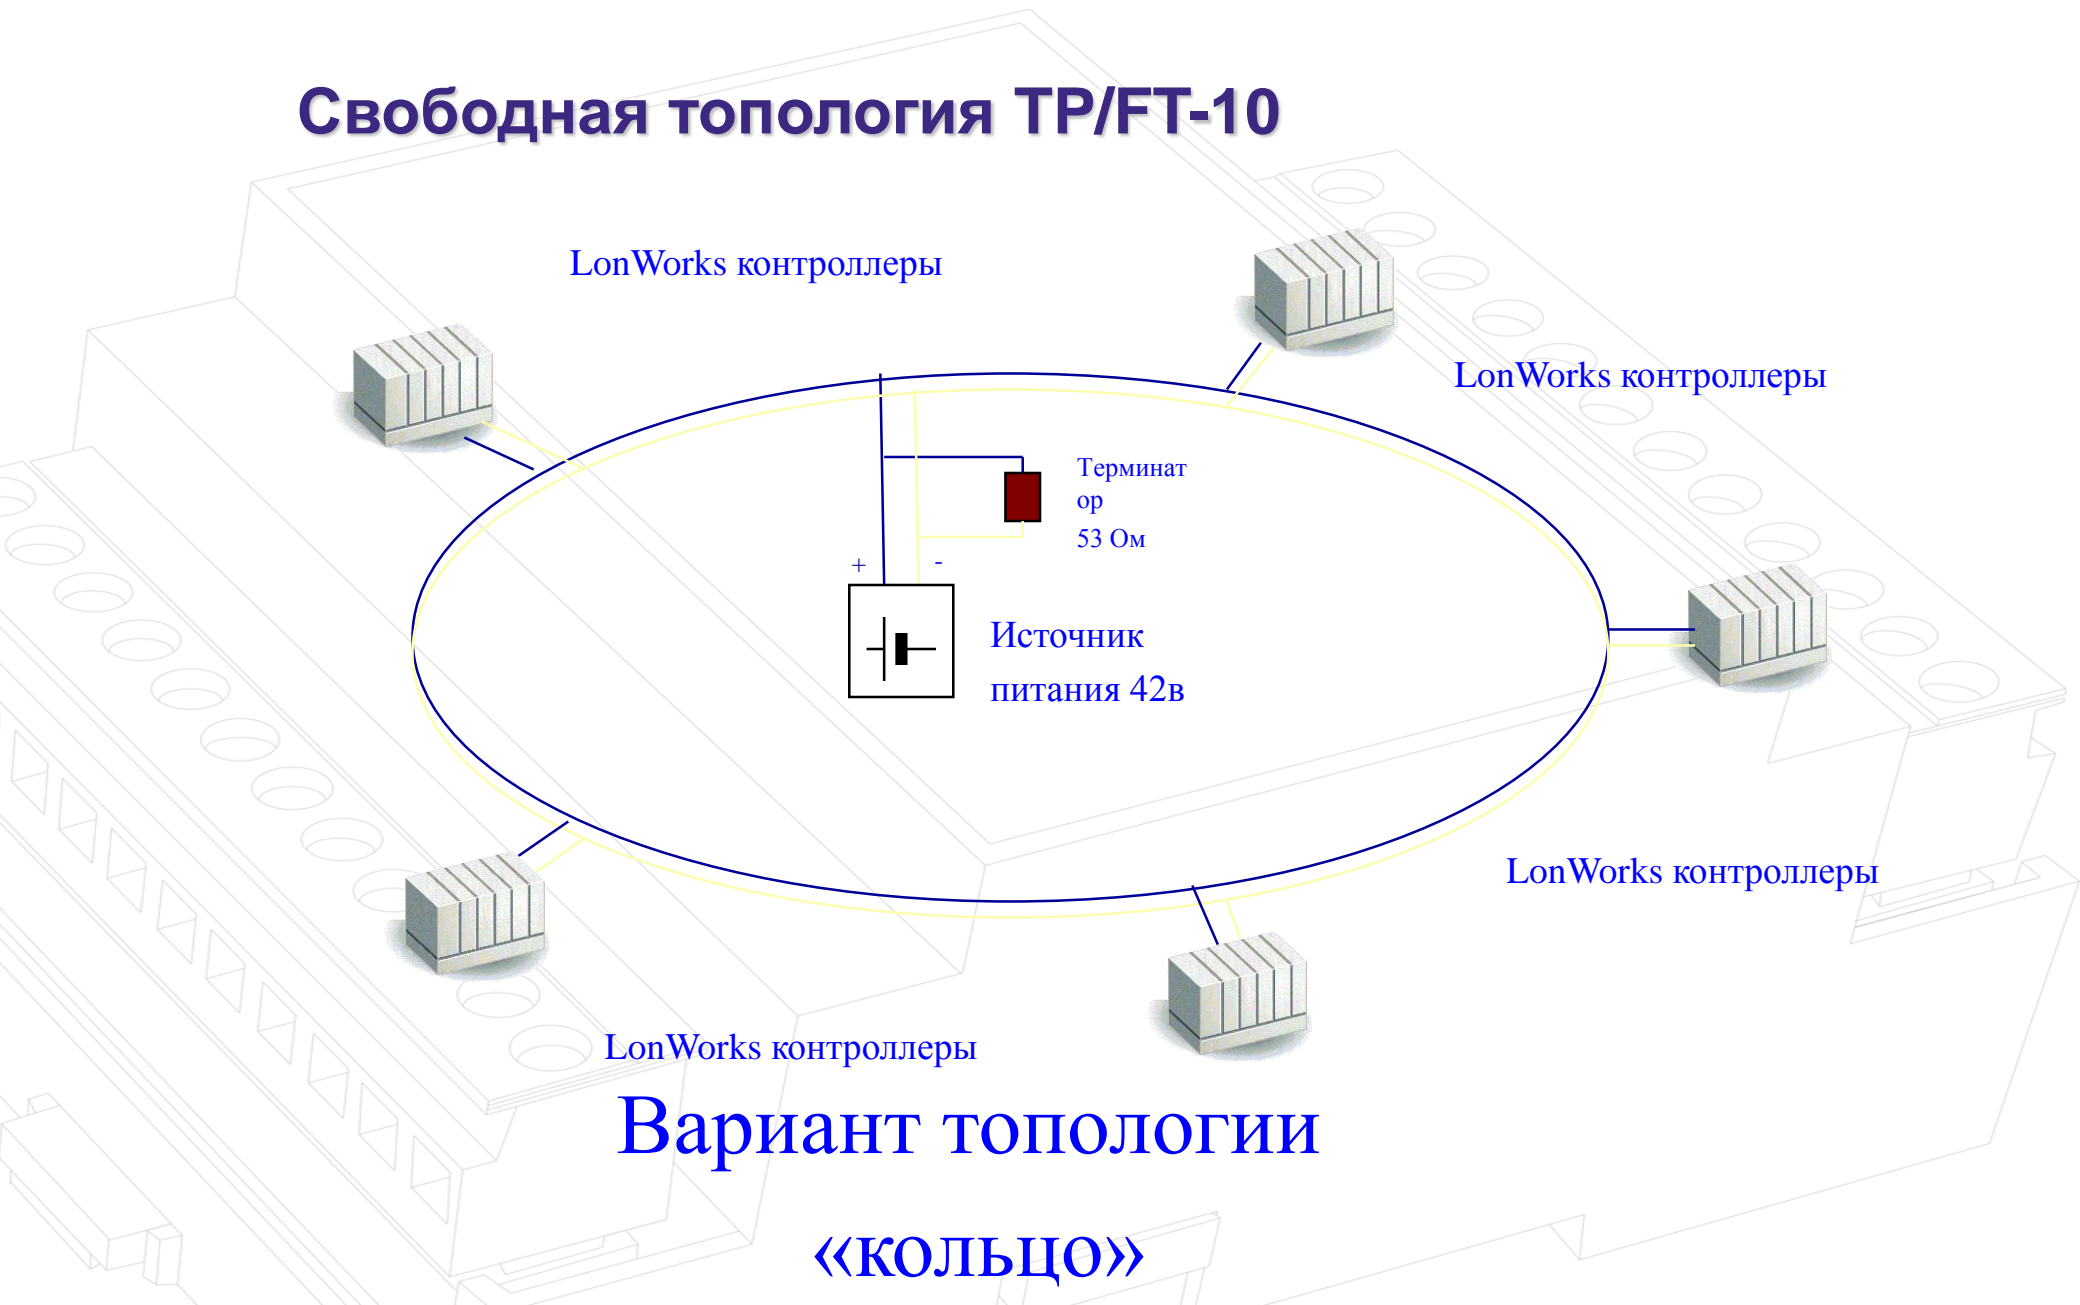 Свободная топология TP/FT-10
LonWorks контроллеры
LonWorks контроллеры
Терминат
ор
53 Ом
+ -
Источник
питания 42в
LonWorks контроллеры
LonWorks контроллеры
Вариант топологии
«кольцо»